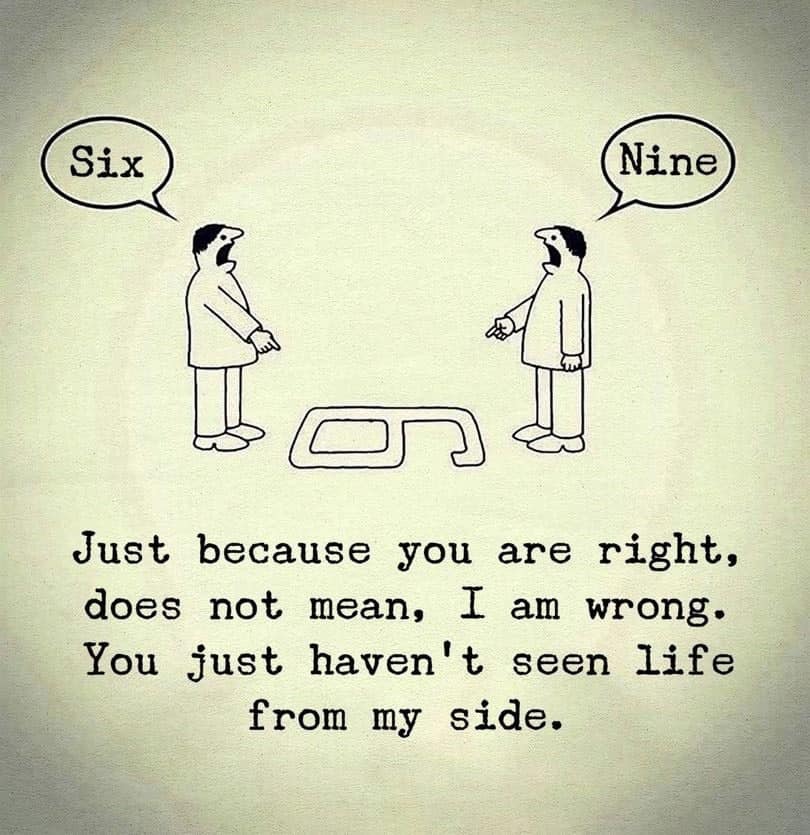 Six
Nine
Just because you are right,
does not mean, I am wrong.
You just haven't seen life
from my side.